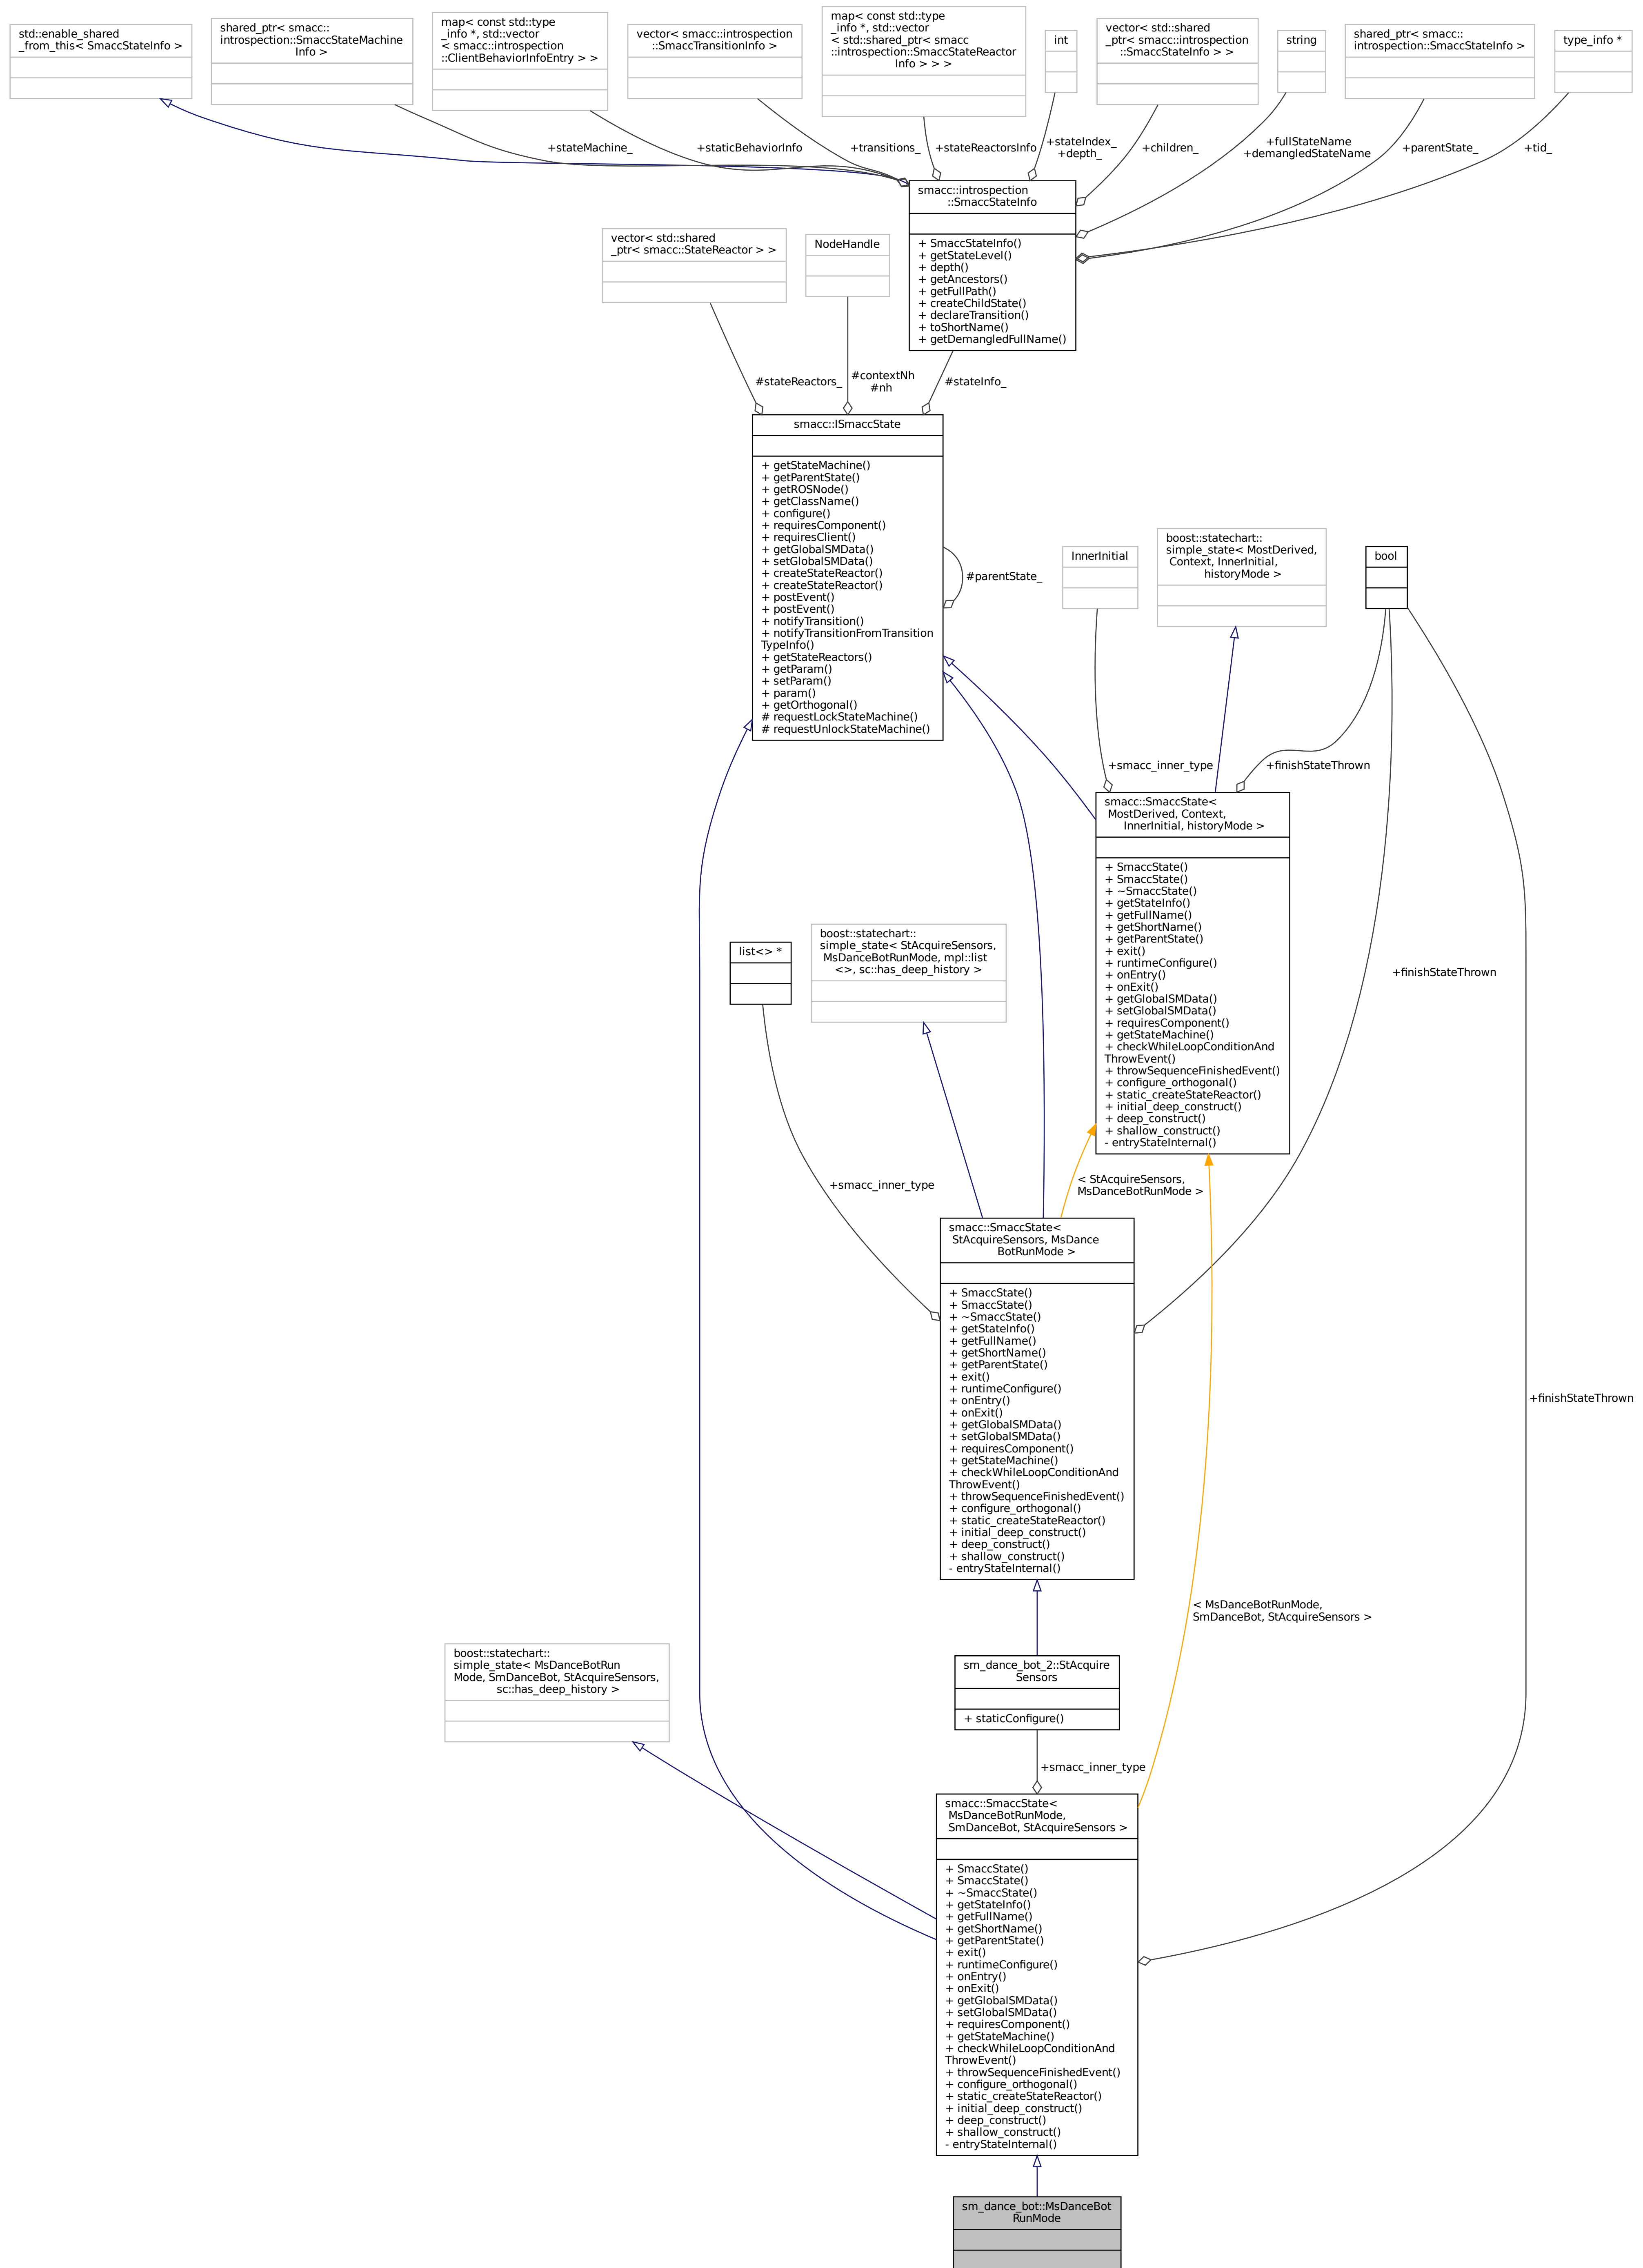 std::enable_shared
_from_this< SmaccStateInfo >
shared_ptr< smacc::
introspection::SmaccStateMachine
Info >
map< const std::type
_info *, std::vector
< smacc::introspection
::ClientBehaviorInfoEntry > >
vector< smacc::introspection
::SmaccTransitionInfo >
map< const std::type
_info *, std::vector
< std::shared_ptr< smacc
::introspection::SmaccStateReactor
Info > > >
int
vector< std::shared
_ptr< smacc::introspection
::SmaccStateInfo > >
string
shared_ptr< smacc::
introspection::SmaccStateInfo >
type_info *
+stateMachine_
+staticBehaviorInfo
+transitions_
+stateReactorsInfo
+stateIndex_
+depth_
+children_
+fullStateName
+demangledStateName
+parentState_
+tid_
smacc::introspection
::SmaccStateInfo
+ SmaccStateInfo()
+ getStateLevel()
+ depth()
+ getAncestors()
+ getFullPath()
+ createChildState()
+ declareTransition()
+ toShortName()
+ getDemangledFullName()
vector< std::shared
_ptr< smacc::StateReactor > >
NodeHandle
#stateReactors_
#contextNh
#nh
#stateInfo_
smacc::ISmaccState
+ getStateMachine()
+ getParentState()
+ getROSNode()
+ getClassName()
+ configure()
+ requiresComponent()
+ requiresClient()
+ getGlobalSMData()
+ setGlobalSMData()
+ createStateReactor()
+ createStateReactor()
+ postEvent()
+ postEvent()
+ notifyTransition()
+ notifyTransitionFromTransition
TypeInfo()
+ getStateReactors()
+ getParam()
+ setParam()
+ param()
+ getOrthogonal()
# requestLockStateMachine()
# requestUnlockStateMachine()
#parentState_
InnerInitial
boost::statechart::
simple_state< MostDerived,
Context, InnerInitial,
historyMode >
bool
+smacc_inner_type
+finishStateThrown
smacc::SmaccState<
MostDerived, Context,
InnerInitial, historyMode >
+ SmaccState()
+ SmaccState()
+ ~SmaccState()
+ getStateInfo()
+ getFullName()
+ getShortName()
+ getParentState()
+ exit()
+ runtimeConfigure()
+ onEntry()
+ onExit()
+ getGlobalSMData()
+ setGlobalSMData()
+ requiresComponent()
+ getStateMachine()
+ checkWhileLoopConditionAnd
ThrowEvent()
+ throwSequenceFinishedEvent()
+ configure_orthogonal()
+ static_createStateReactor()
+ initial_deep_construct()
+ deep_construct()
+ shallow_construct()
- entryStateInternal()
list<> *
boost::statechart::
simple_state< StAcquireSensors,
MsDanceBotRunMode, mpl::list
<>, sc::has_deep_history >
+finishStateThrown
+smacc_inner_type
< StAcquireSensors,
MsDanceBotRunMode >
smacc::SmaccState<
StAcquireSensors, MsDance
BotRunMode >
+ SmaccState()
+ SmaccState()
+ ~SmaccState()
+ getStateInfo()
+ getFullName()
+ getShortName()
+ getParentState()
+ exit()
+ runtimeConfigure()
+ onEntry()
+ onExit()
+ getGlobalSMData()
+ setGlobalSMData()
+ requiresComponent()
+ getStateMachine()
+ checkWhileLoopConditionAnd
ThrowEvent()
+ throwSequenceFinishedEvent()
+ configure_orthogonal()
+ static_createStateReactor()
+ initial_deep_construct()
+ deep_construct()
+ shallow_construct()
- entryStateInternal()
+finishStateThrown
< MsDanceBotRunMode,
SmDanceBot, StAcquireSensors >
boost::statechart::
simple_state< MsDanceBotRun
Mode, SmDanceBot, StAcquireSensors,
sc::has_deep_history >
sm_dance_bot_2::StAcquire
Sensors
+ staticConfigure()
+smacc_inner_type
smacc::SmaccState<
MsDanceBotRunMode,
SmDanceBot, StAcquireSensors >
+ SmaccState()
+ SmaccState()
+ ~SmaccState()
+ getStateInfo()
+ getFullName()
+ getShortName()
+ getParentState()
+ exit()
+ runtimeConfigure()
+ onEntry()
+ onExit()
+ getGlobalSMData()
+ setGlobalSMData()
+ requiresComponent()
+ getStateMachine()
+ checkWhileLoopConditionAnd
ThrowEvent()
+ throwSequenceFinishedEvent()
+ configure_orthogonal()
+ static_createStateReactor()
+ initial_deep_construct()
+ deep_construct()
+ shallow_construct()
- entryStateInternal()
sm_dance_bot::MsDanceBot
RunMode